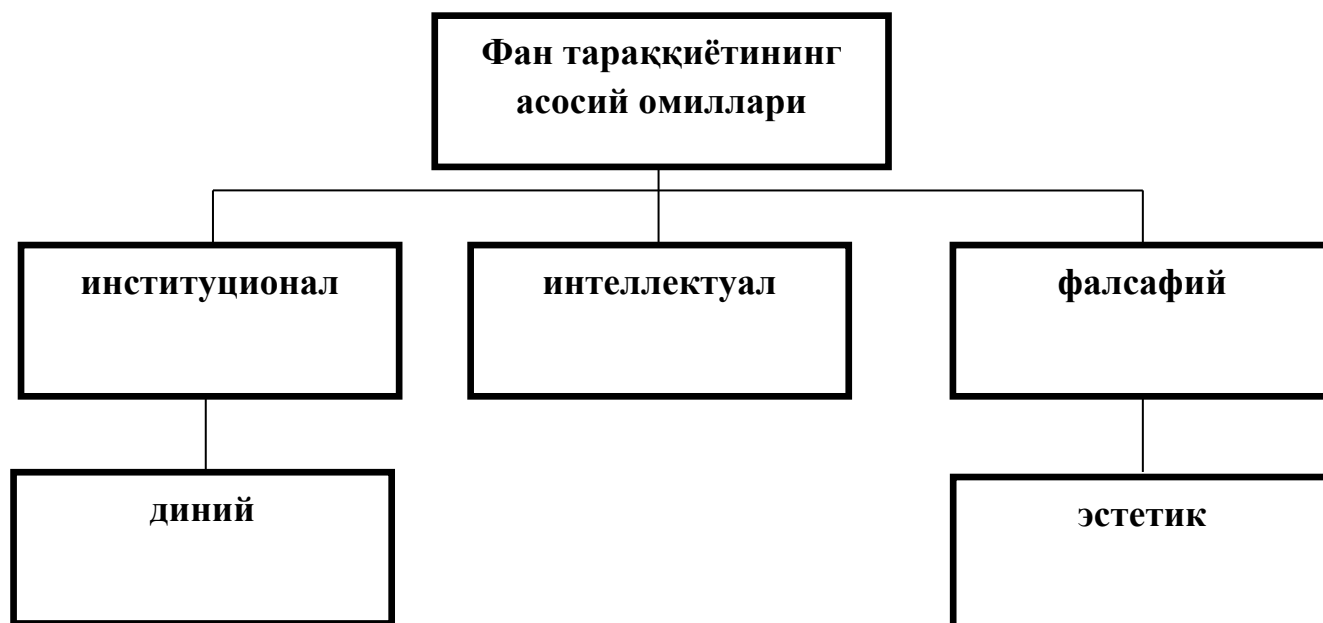 Фан тараққиётининг
асосий омиллари
институционал
интеллектуал
фалсафий
диний
эстетик